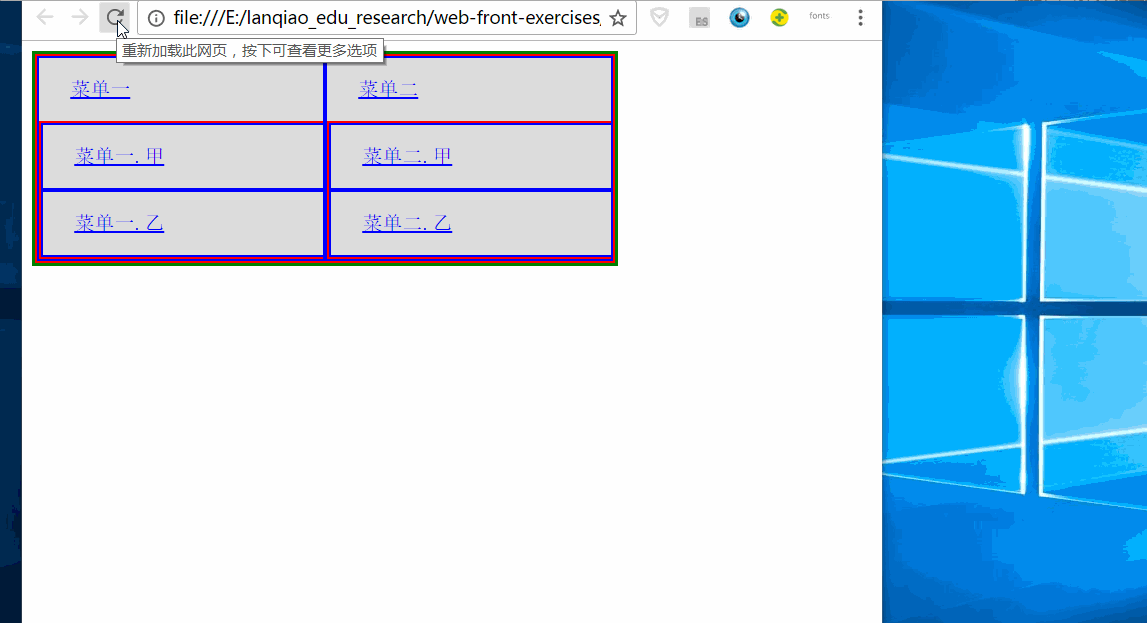 file:///E:/lanqiao_edu_research/web-front-exercises
BS
fonts
重新加载此网页，按下可查看更多选项
菜单一 菜单二
菜单一.甲 菜单二.甲
菜单一.乙 菜单二.乙